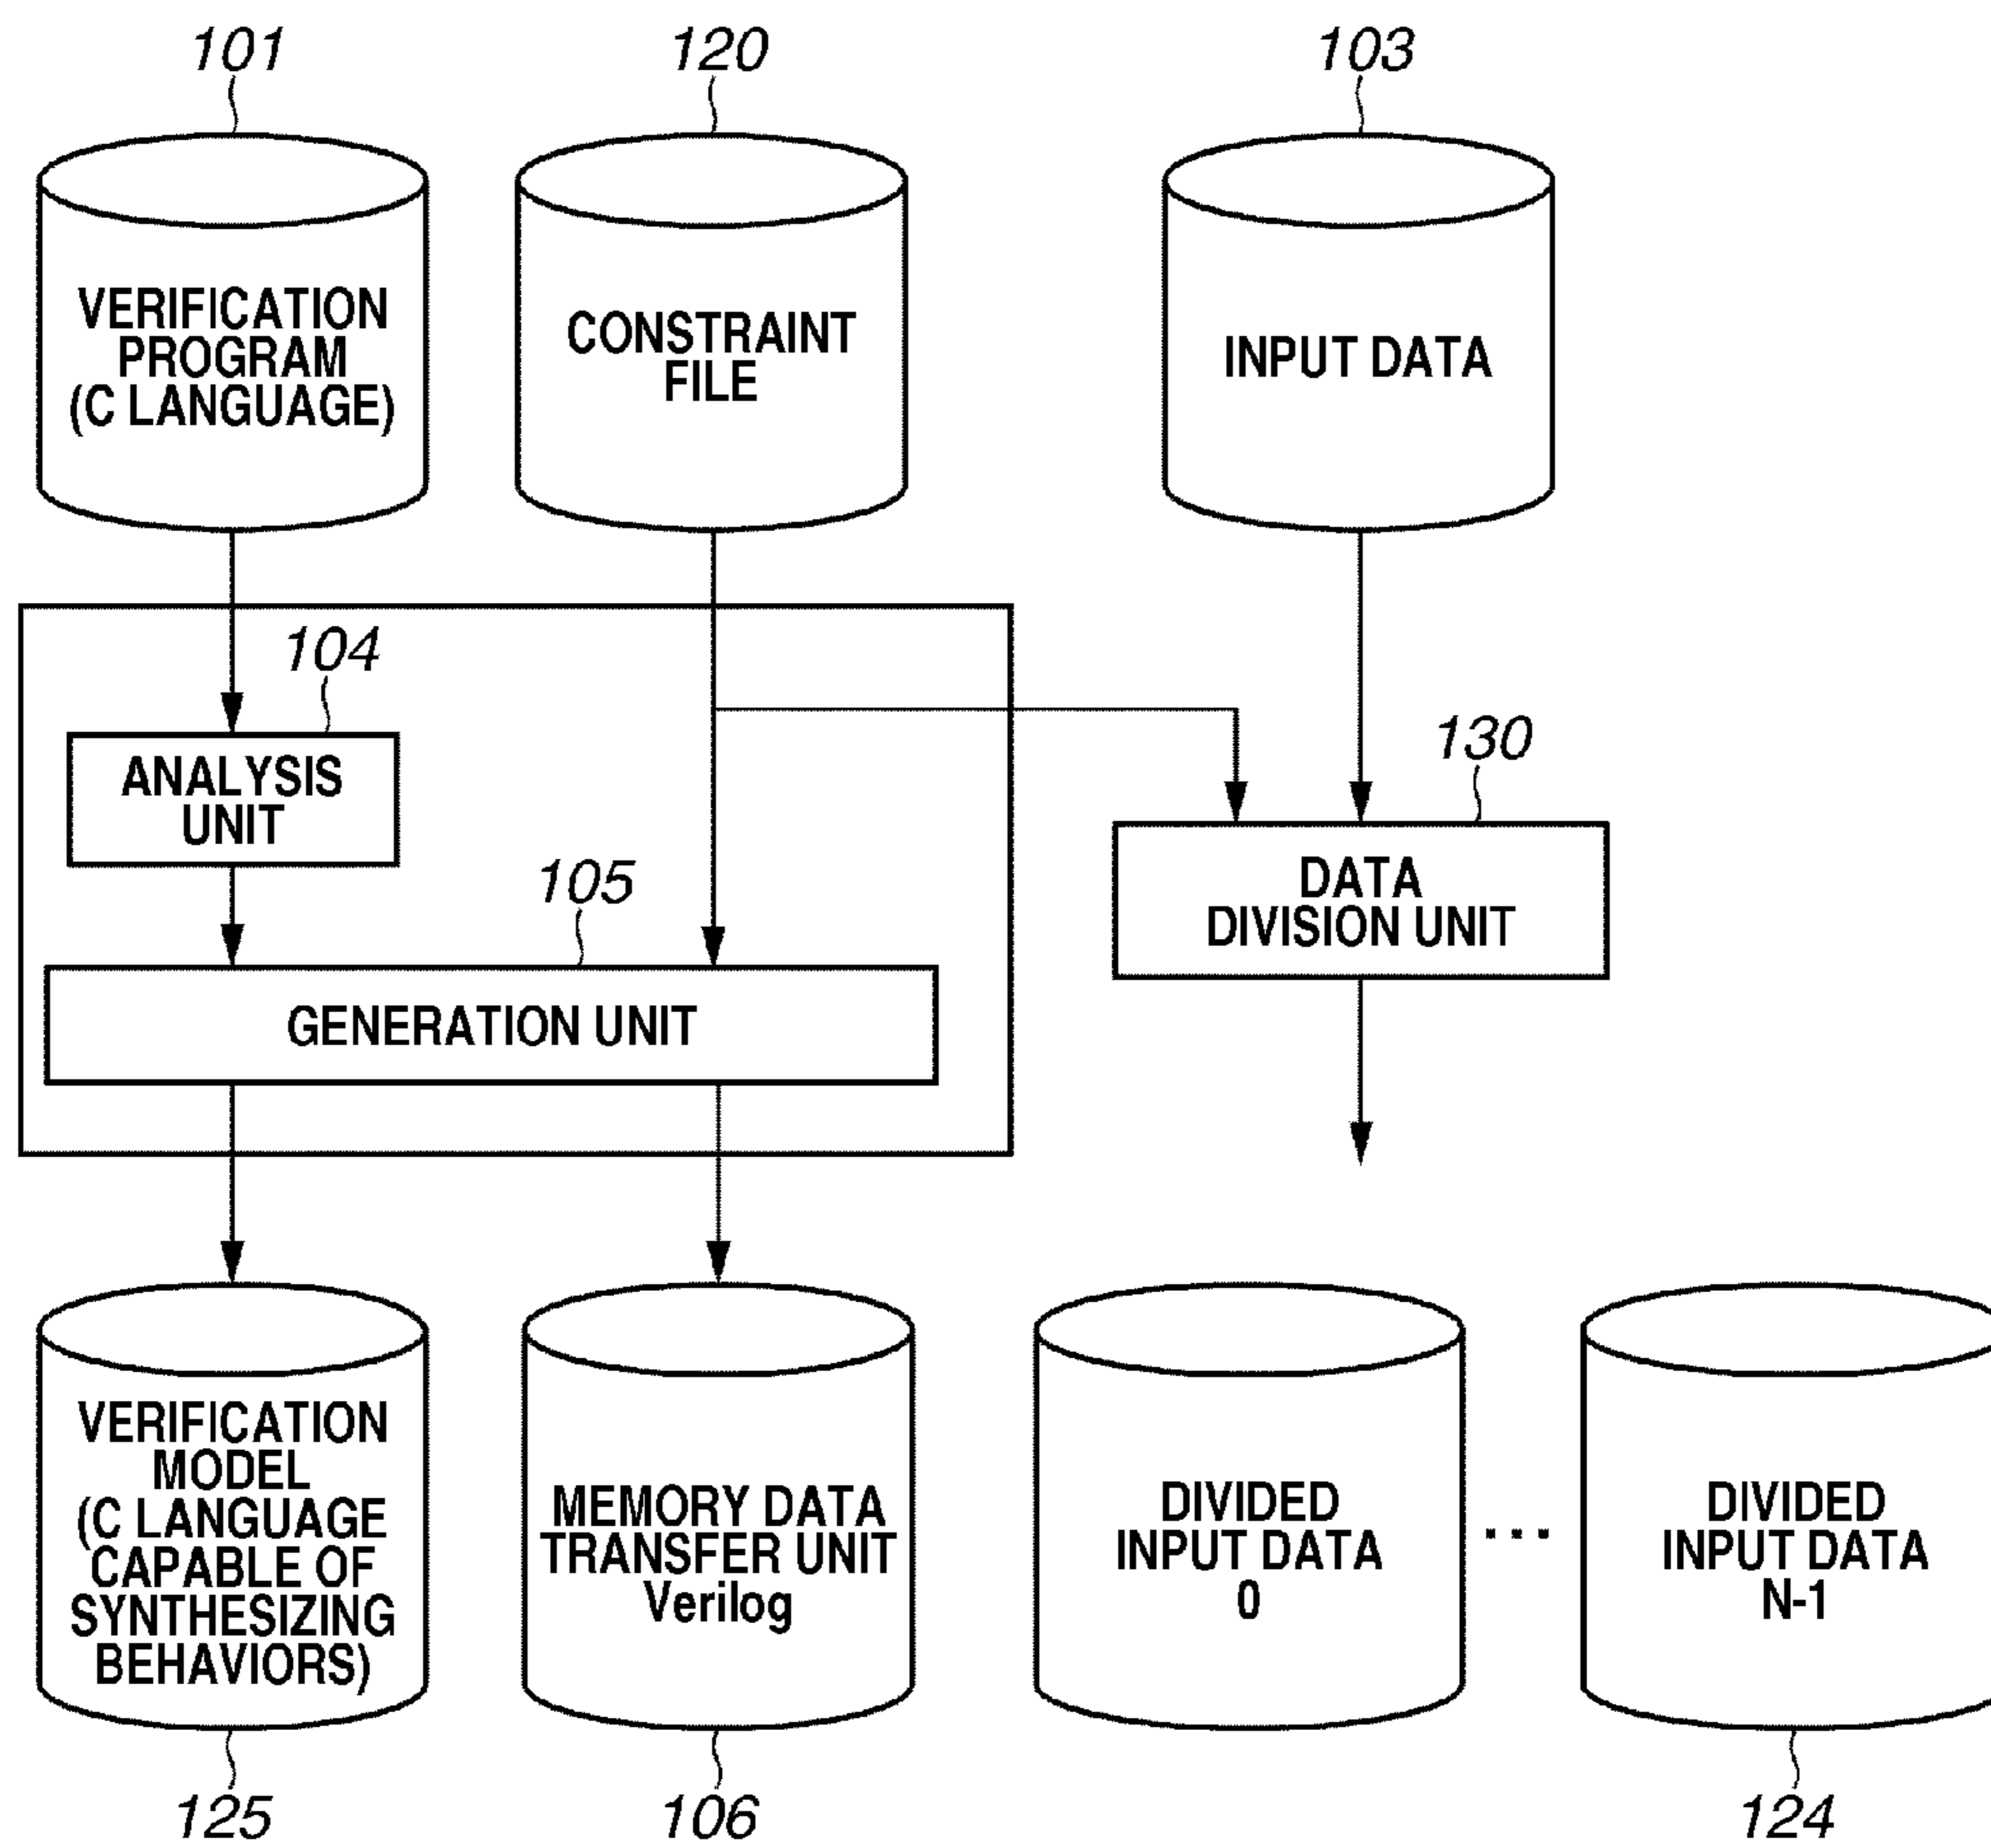 101
120
103
VERIFICATION
PROGRAM
(C LANGUAGE)
CONSTRAINT
FILE
INPUT DATA
104
ANALYSIS
UNIT
130
DATA
DIVISION UNIT
105
GENERATION UNIT
VERIFICATION
MODEL
(C LANGUAGE
CAPABLE OF
SYNTHESIZING
BEHAVIORS)
MEMORY DATA
TRANSFER UNIT
Verilog
DIVIDED
INPUT DATA
0
...
DIVIDED
INPUT DATA
N-1
125
106
124